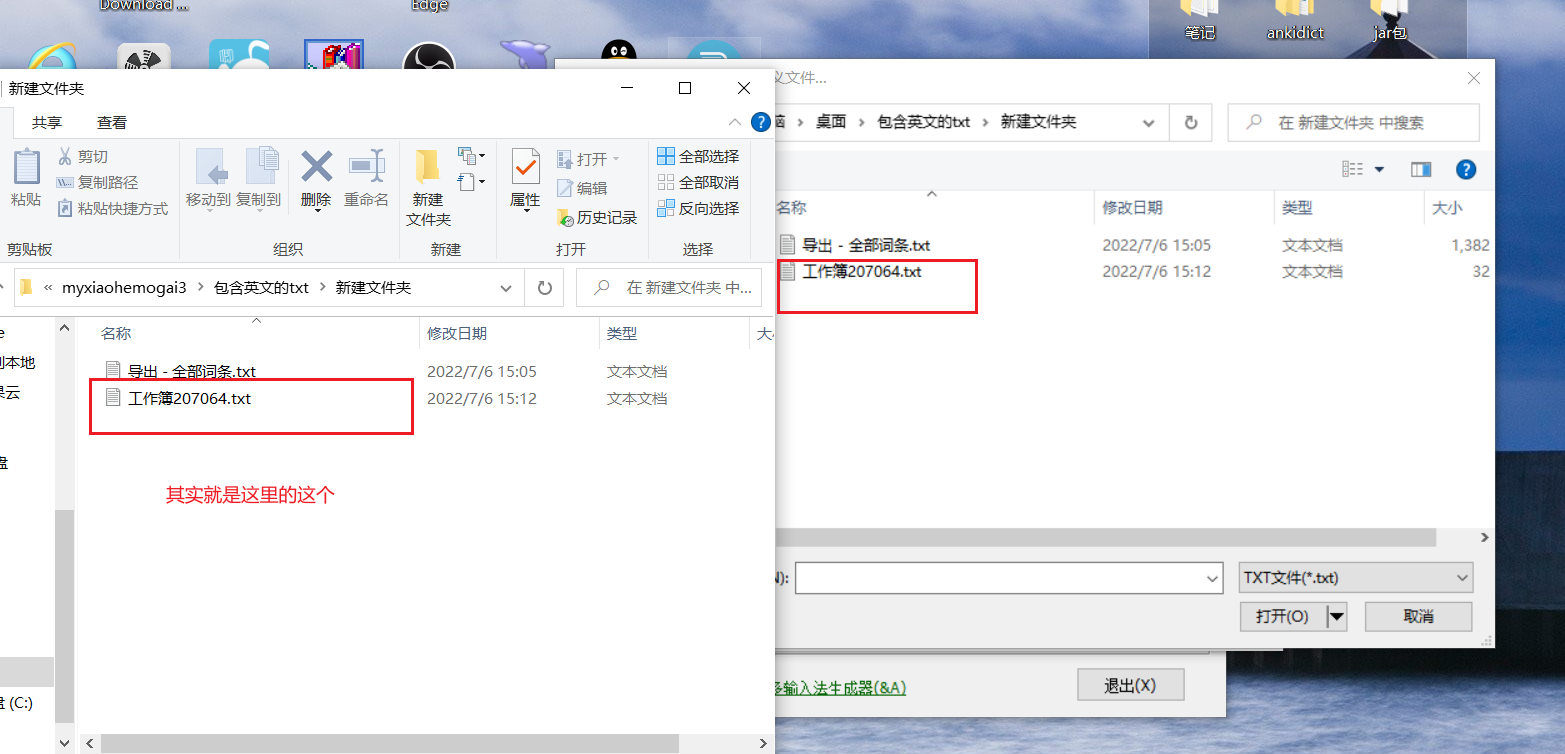 Download ...
Edge
笔记
ankidict
jar包
新建文件夹
共享
查看
粘贴
剪切
复制路径
粘贴快捷方式
剪贴板
移动到
复制到
删除
重命名
组织
新建
文件夹
新建
属性
打开
编辑
历史记录
打开
全部选择
全部取消
反向选择
选择
« myxiaohemogai3 › 包含英文的txt › 新建文件夹
在 新建文件夹 中...
名称 修改日期 类型
导出 - 全部词条.txt 2022/7/6 15:05 文本文档
工作簿207064.txt 2022/7/6 15:12 文本文档
其实就是这里的这个
到本地
盘
(C:)
文件...
› 桌面 › 包含英文的txt › 新建文件夹
在 新建文件夹 中搜索
名称 修改日期 类型 大小
导出 - 全部词条.txt 2022/7/6 15:05 文本文档 1,382
工作簿207064.txt 2022/7/6 15:12 文本文档 32
TXT文件(*.txt)
打开(O)
取消
输入法生成器(&A)
退出(X)